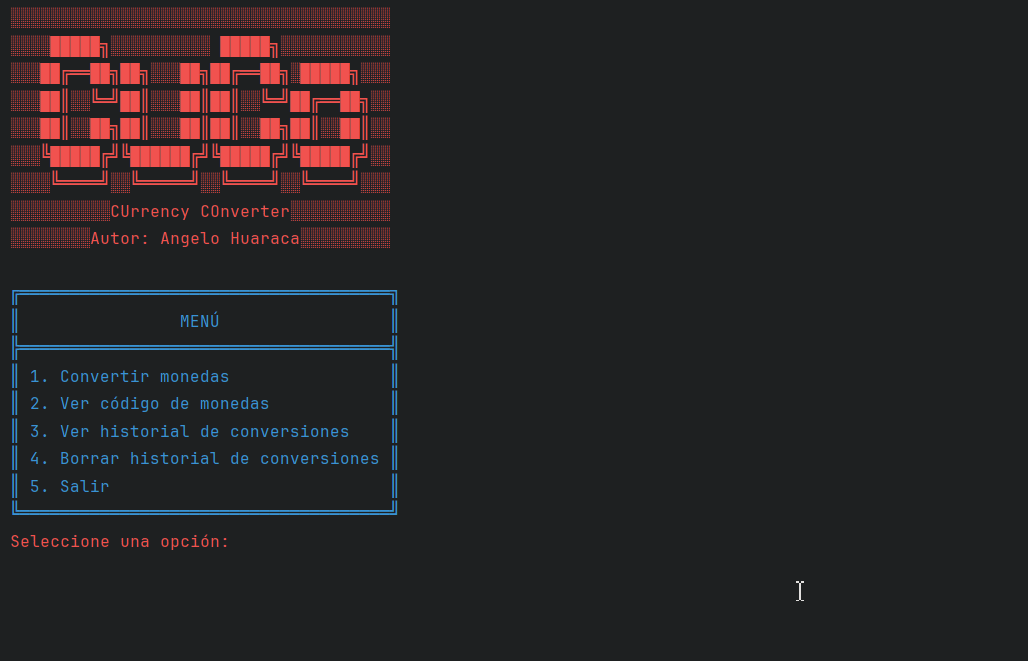 CUrrency COnverter
Autor: Angelo Huaraca
MENÚ
1. Convertir monedas
2. Ver código de monedas
3. Ver historial de conversiones
4. Borrar historial de conversiones
5. Salir
Seleccione una opción: